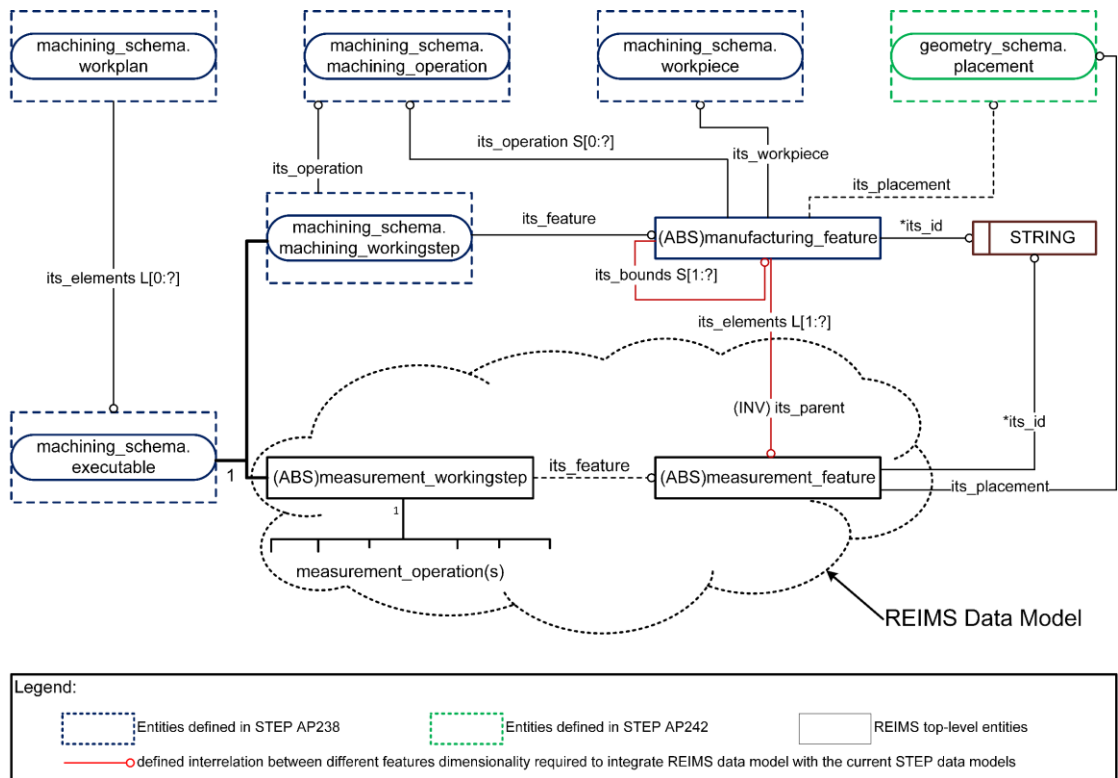 machining_schema.
workplan
machining_schema.
machining_operation
machining_schema.
workpiece
geometry_schema.
placement
its_operation S[0:?]
its_workpiece
its_operation
its_placement
machining_schema.
machining_workingstep
its_feature
(ABS)manufacturing_feature
*its_id
STRING
its_bounds S[1:?]
its_elements L[0:?]
its_elements L[1:?]
(INV) its_parent
*its_id
machining_schema.
executable
1
(ABS)measurement_workingstep
its_feature
(ABS)measurement_feature
its_placement
1
measurement_operation(s)
REIMS Data Model
Legend:
Entities defined in STEP AP238
Entities defined in STEP AP242
REIMS top-level entities
defined interrelation between different features dimensionality required to integrate REIMS data model with the current STEP data models